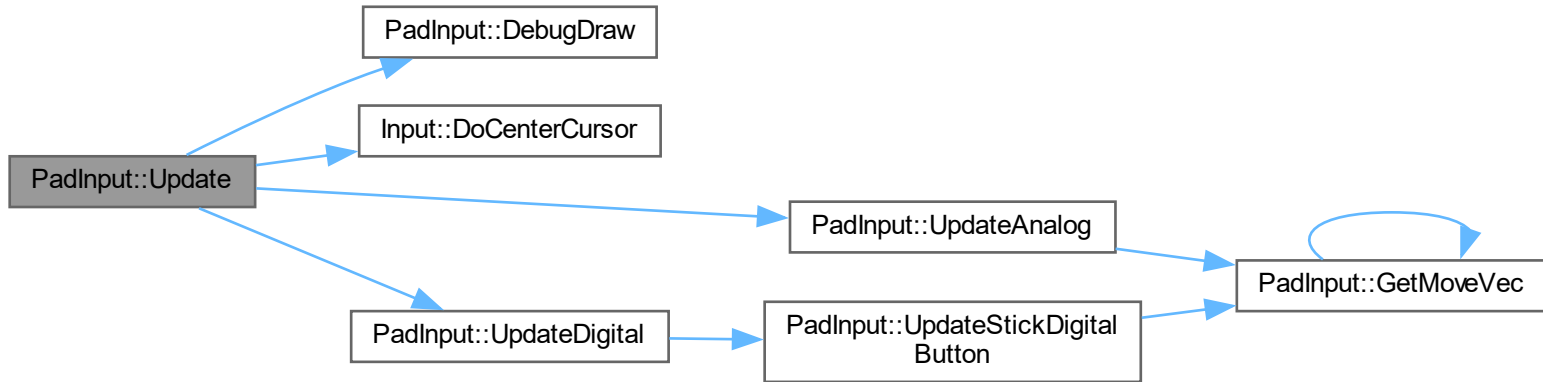 PadInput::DebugDraw
Input::DoCenterCursor
PadInput::Update
PadInput::UpdateAnalog
PadInput::GetMoveVec
PadInput::UpdateDigital
PadInput::UpdateStickDigital
Button